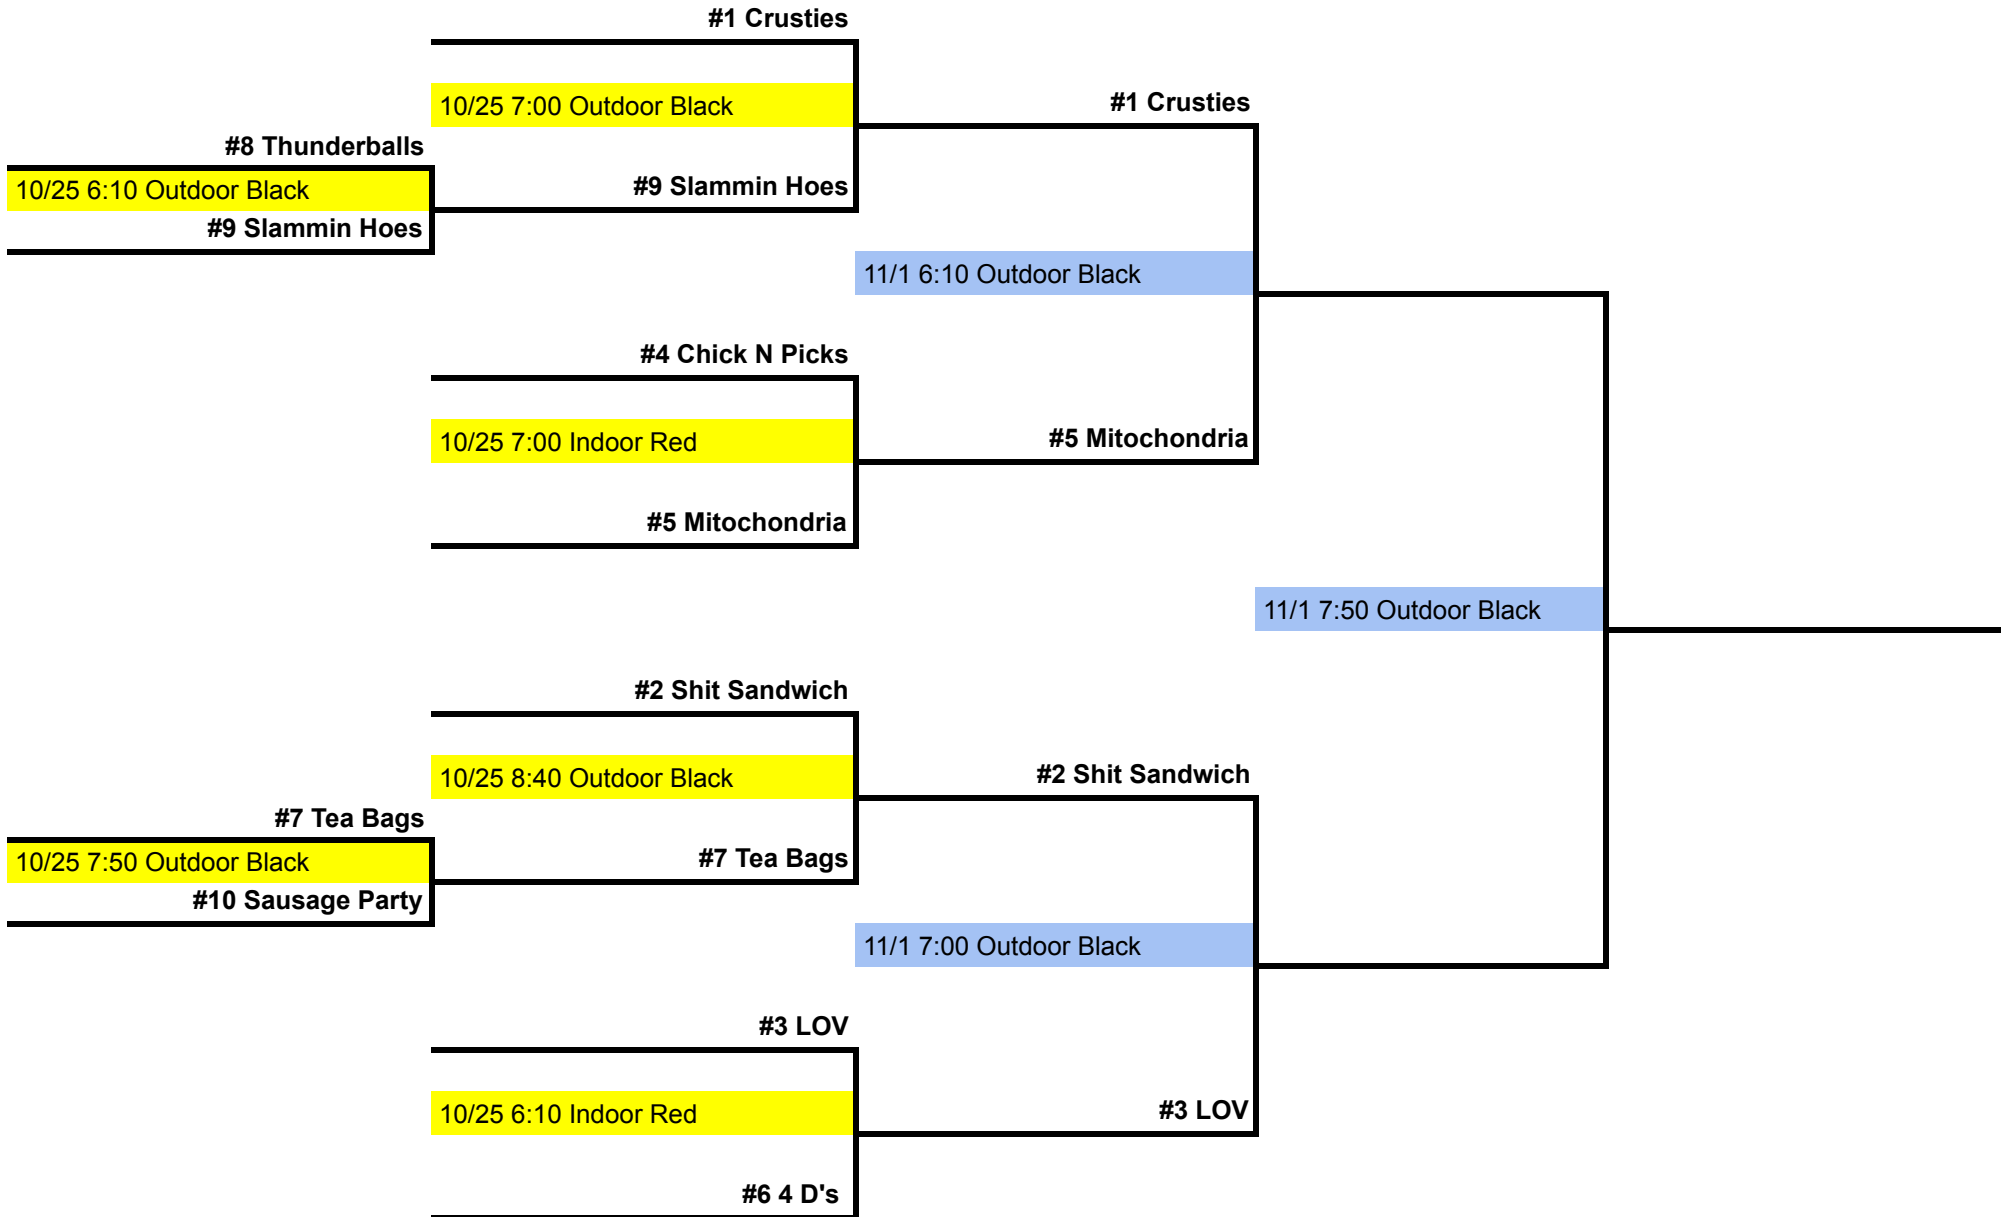 #1 Crusties
10/25 7:00 Outdoor Black
#1 Crusties
#8 Thunderballs
10/25 6:10 Outdoor Black
#9 Slammin Hoes
#9 Slammin Hoes
11/1 6:10 Outdoor Black
#4 Chick N Picks
10/25 7:00 Indoor Red
#5 Mitochondria
#5 Mitochondria
11/1 7:50 Outdoor Black
#2 Shit Sandwich
10/25 8:40 Outdoor Black
#2 Shit Sandwich
#7 Tea Bags
10/25 7:50 Outdoor Black
#7 Tea Bags
#10 Sausage Party
11/1 7:00 Outdoor Black
#3 LOV
10/25 6:10 Indoor Red
#3 LOV
#6 4 D's